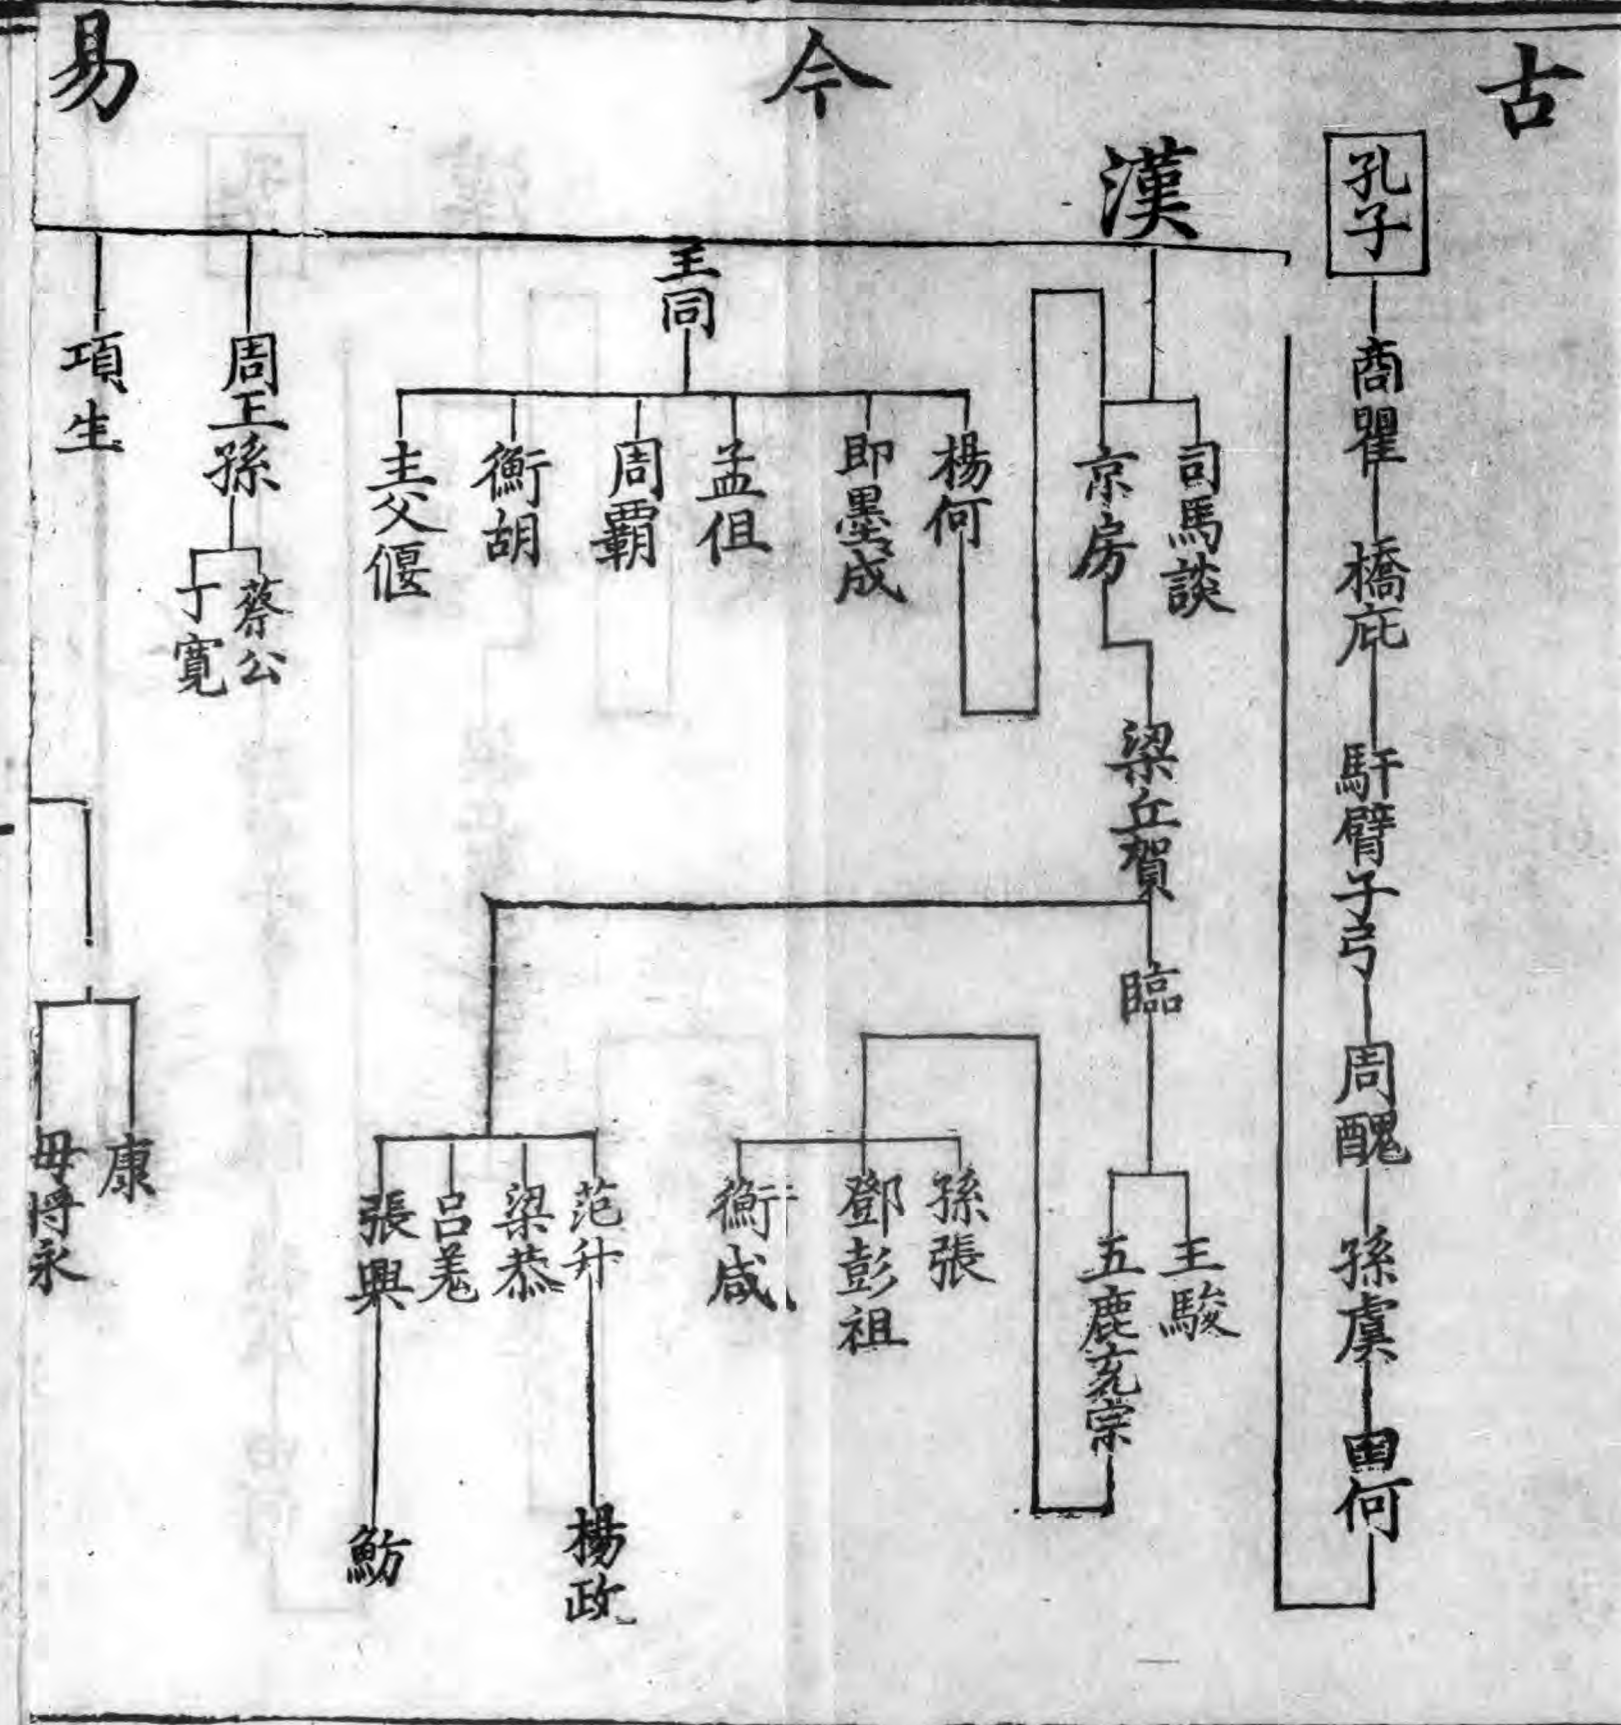 古今易
孔子
商瞿
橋庇
馯臂子弓
周醜
孫虞
田何
漢
司馬談
京房
梁丘賀
臨
王駿
五鹿充宗
王同
楊何
即墨成
孟但
周霸
衡胡
主父偃
孫張
鄧彭祖
衡咸
范升
梁恭
呂羌
張興
楊政
魴
周王孫
蔡公
丁寬
項生
康
毋將永